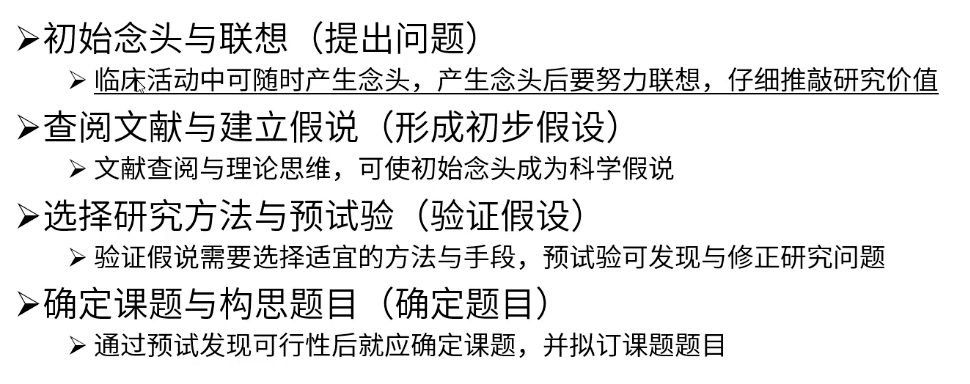 ➢初始念头与联想（提出问题）
➢ 临床活动中可随时产生念头，产生念头后要努力联想，仔细推敲研究价值
➢查阅文献与建立假说（形成初步假设）
➢ 文献查阅与理论思维，可使初始念头成为科学假说
➢选择研究方法与预试验（验证假设）
➢ 验证假说需要选择适宜的方法与手段，预试验可发现与修正研究问题
➢确定课题与构思题目（确定题目）
➢ 通过预试发现可行性后就应确定课题，并拟订课题题目